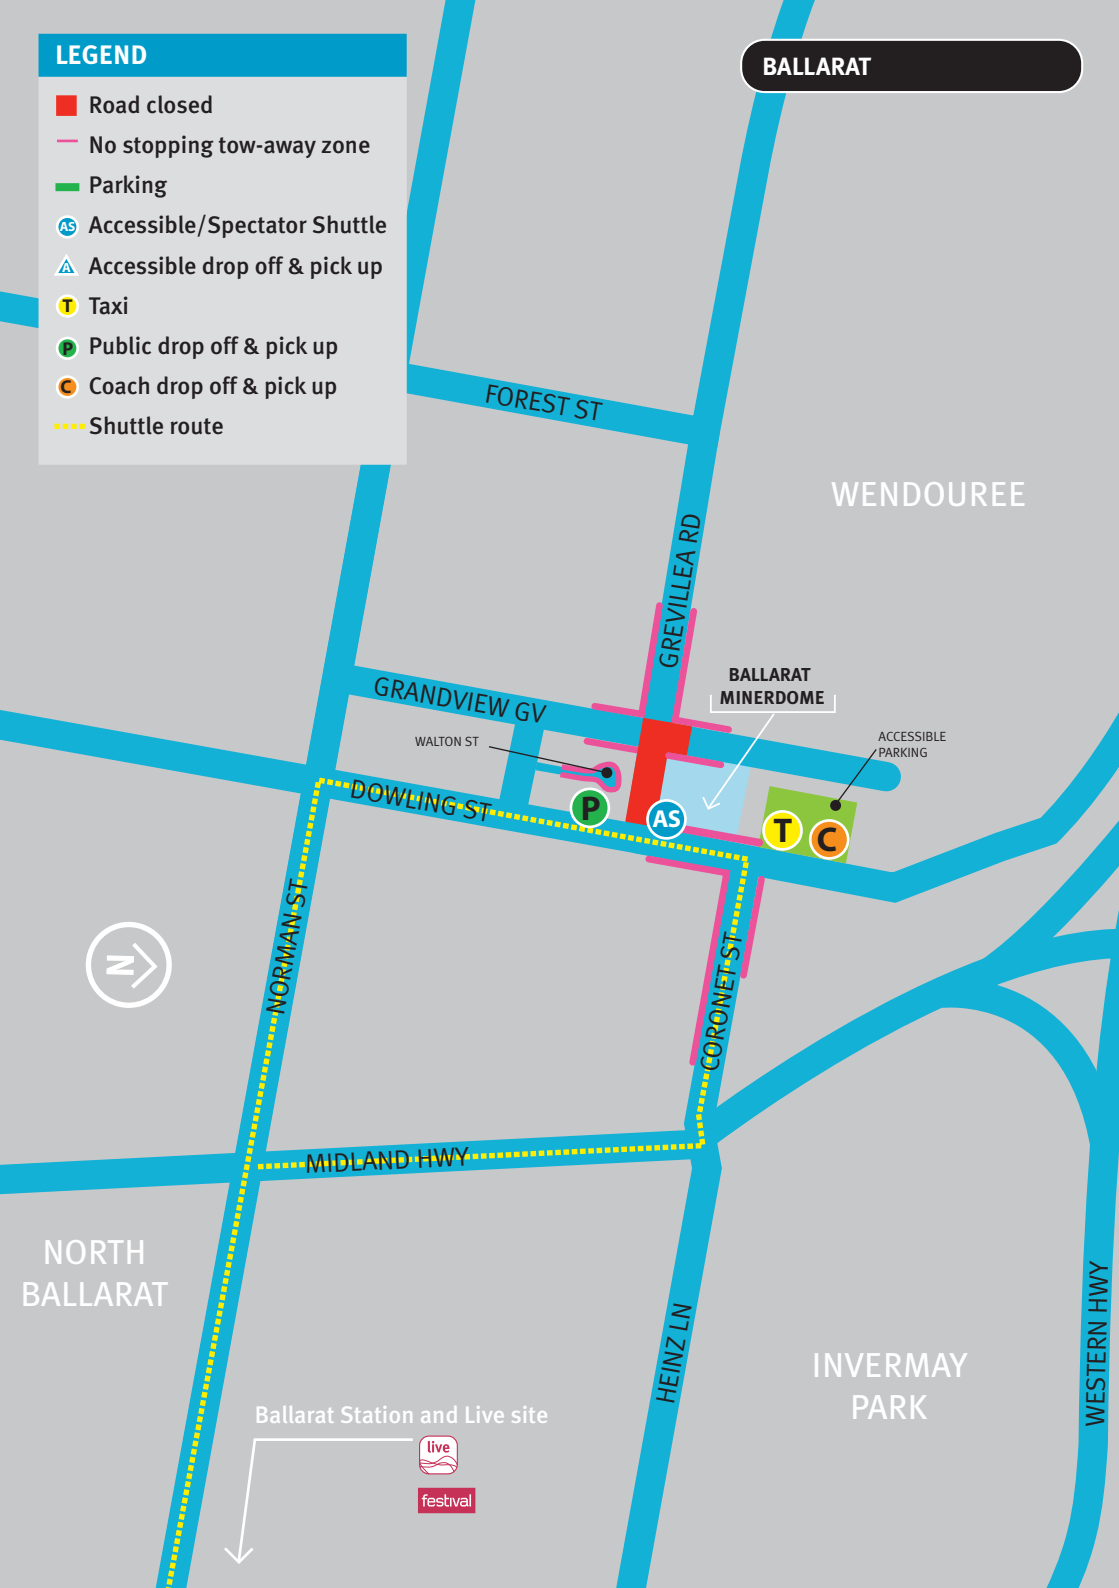 LEGEND
BALLARAT
Road closed
No stopping tow-away zone
Parking
AS Accessible/Spectator Shuttle
A Accessible drop off & pick up
T Taxi
P Public drop off & pick up
C Coach drop off & pick up
Shuttle route
FOREST ST
WENDOUREE
GREVILLEA RD
GRANDVIEW GV
BALLARAT
MINERDOME
WALTON ST
ACCESSIBLE
PARKING
DOWLING ST
P
AS
T
C
NORMAN ST
N
CORONET ST
MIDLAND HWY
NORTH
BALLARAT
HEINZ LN
WESTERN HWY
INVERMAY
PARK
Ballarat Station and Live site
live
festival